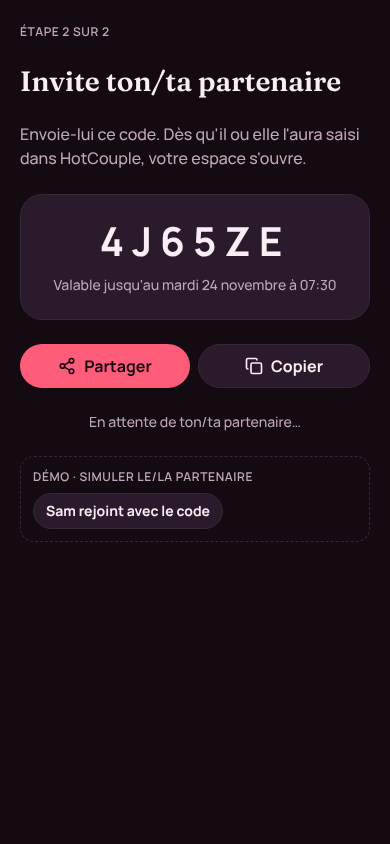 ÉTAPE 2 SUR 2
Invite ton/ta partenaire
Envoie-lui ce code. Dès qu'il ou elle l'aura saisi
dans HotCouple, votre espace s'ouvre.
4J65ZE
Valable jusqu'au mardi 24 novembre à 07:30
Partager
Copier
En attente de ton/ta partenaire…
DÉMO · SIMULER LE/LA PARTENAIRE
Sam rejoint avec le code